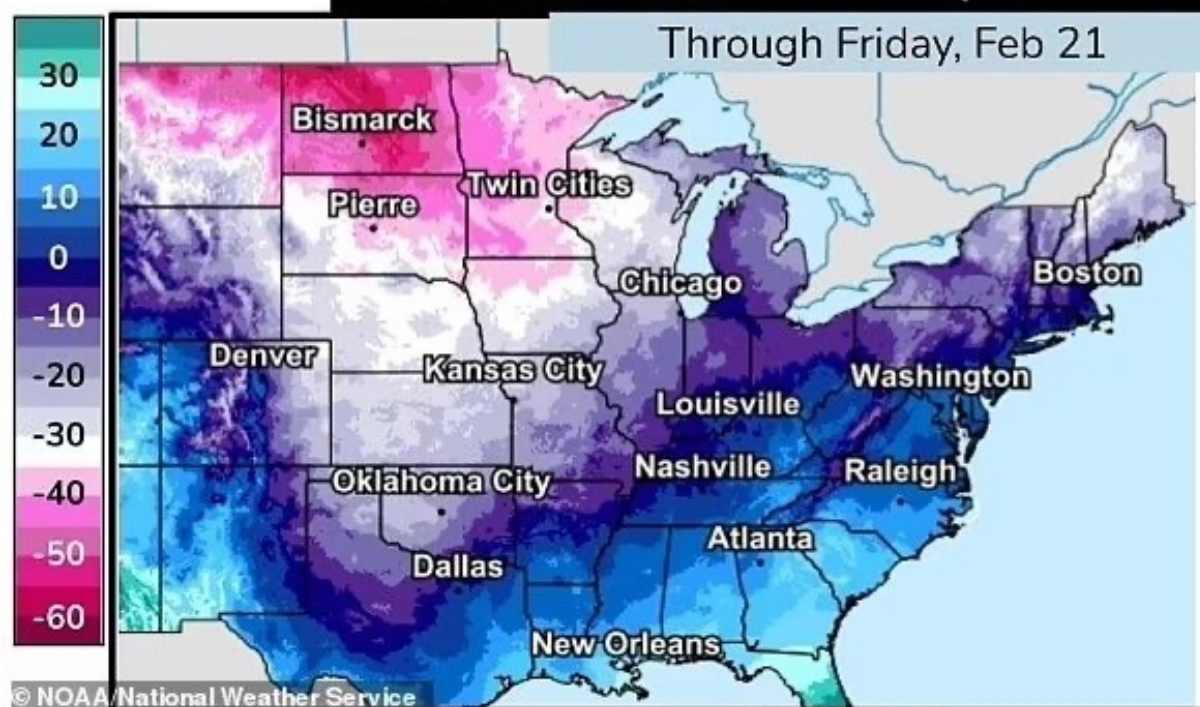 Through Friday, Feb 21
30
20
10
0
-10
-20
-30
-40
-50
-60
Bismarck
Twin Cities
Pierre
Chicago
Boston
Denver
Kansas City
Washington
Louisville
Nashville
Raleigh
Oklahoma City
Atlanta
Dallas
New Orleans
© NOAA/National Weather Service